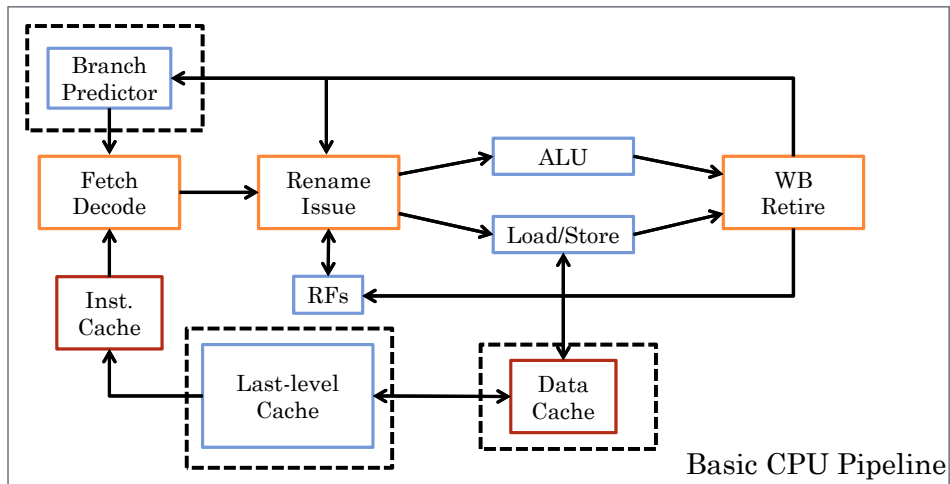 Branch
Predictor
Fetch
Decode
Rename
Issue
ALU
Load/Store
WB
Retire
RFs
Inst.
Cache
Last-level
Cache
Data
Cache
Basic CPU Pipeline